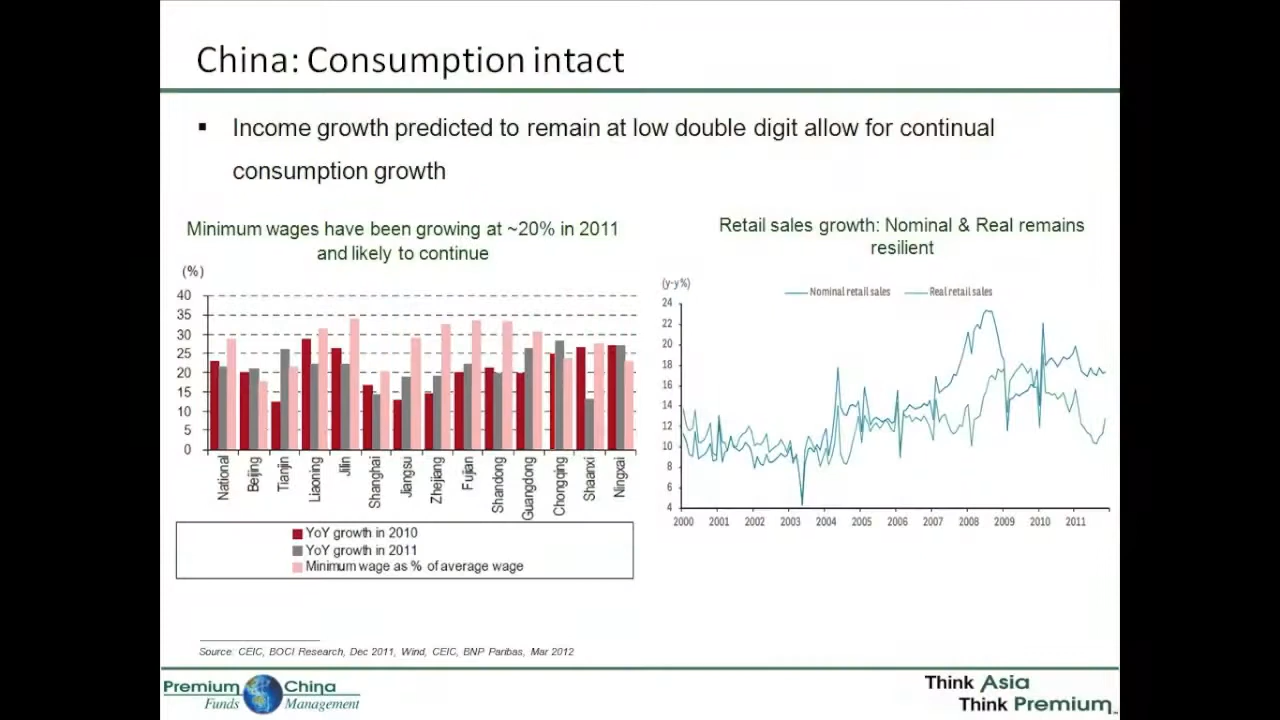 China: Consumption intact
▪ Income growth predicted to remain at low double digit allow for continual
consumption growth
Minimum wages have been growing at ~20% in 2011
and likely to continue
(%)
40
35
30
25
20
15
10
5
0
National
Beijing
Tianjin
Liaoning
Jilin
Shanghai
Jiangsu
Zhejiang
Fujian
Shandong
Guangdong
Chongqing
Shaanxi
Ningxai
YoY growth in 2010
YoY growth in 2011
Minimum wage as % of average wage
Retail sales growth: Nominal & Real remains
resilient
(y-y%)
Nominal retail sales
Real retail sales
24
22
20
18
16
14
12
10
8
6
4
2000 2001 2002 2003 2004 2005 2006 2007 2008 2009 2010 2011
Source: CEIC, BOCI Research, Dec 2011, Wind, CEIC, BNP Paribas, Mar 2012
Premium China
Funds Management
Think Asia
Think Premium